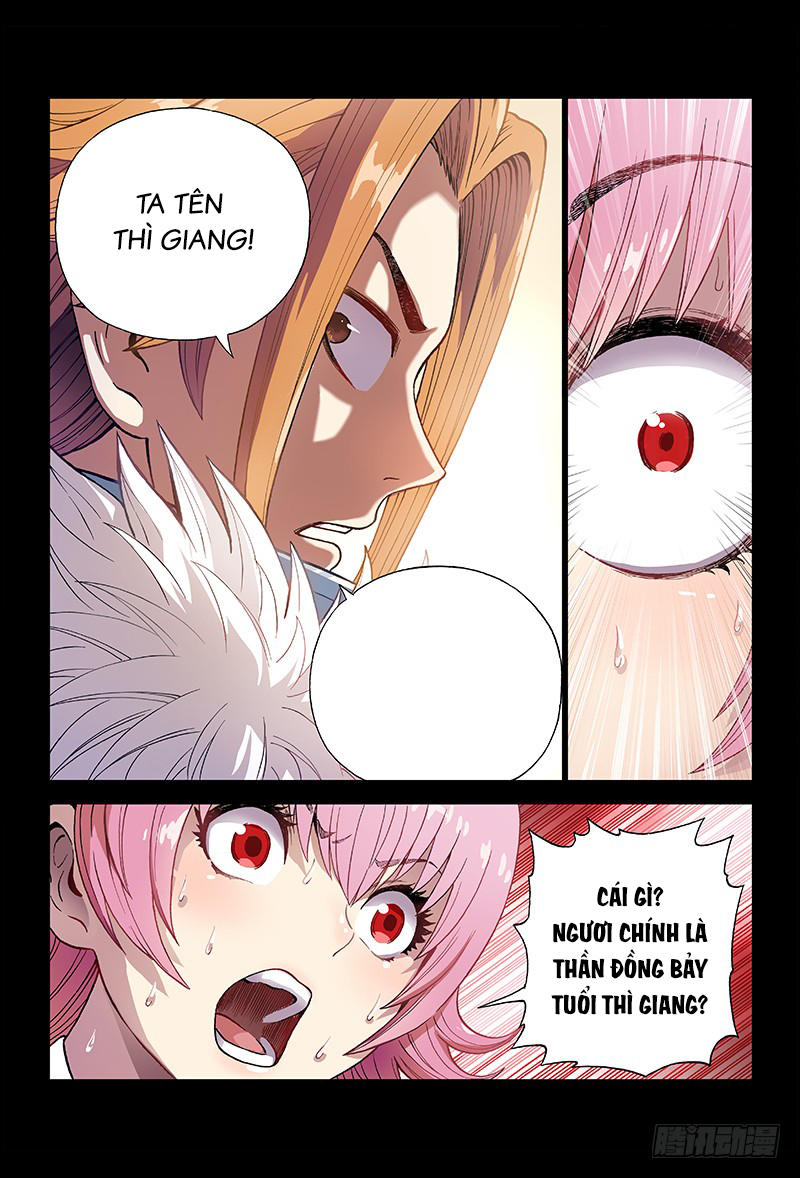 TA TÊN
THÌ GIANG!
CÁI GÌ?
NGƯƠI CHÍNH LÀ
THẦN ĐỒNG BẢY
TUỔI THÌ GIANG?
腾讯动漫